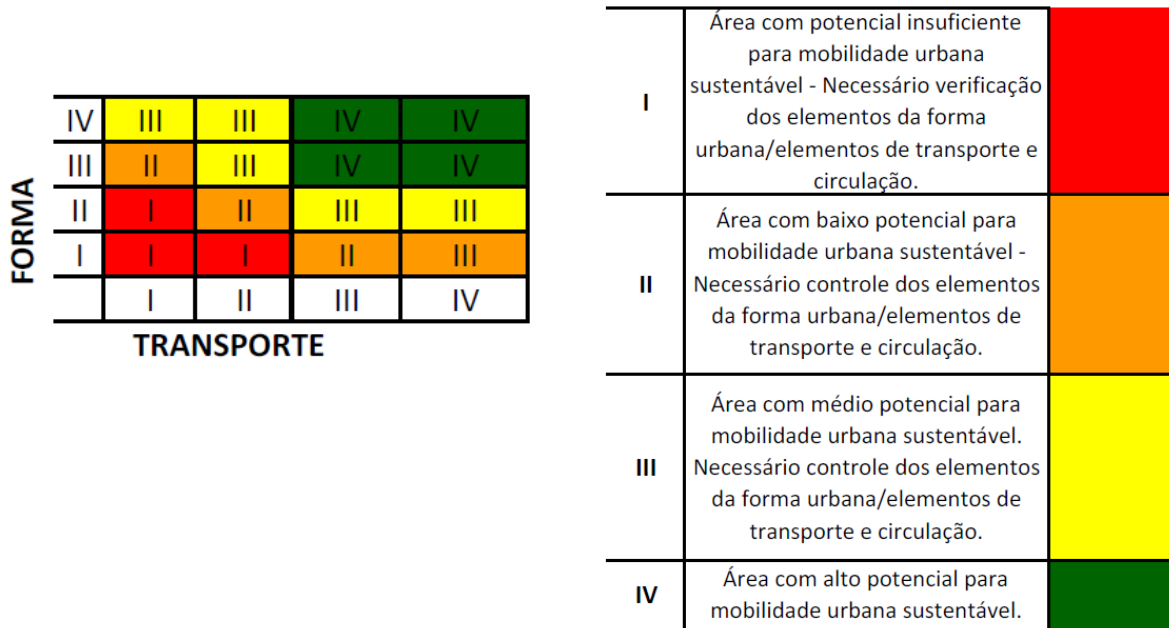 FORMA
IV III III IV IV
III II III IV IV
II I II III III
I I I II III
I II III IV
TRANSPORTE
I
Área com potencial insuficiente
para mobilidade urbana
sustentável - Necessário verificação
dos elementos da forma
urbana/elementos de transporte e
circulação.
II
Área com baixo potencial para
mobilidade urbana sustentável -
Necessário controle dos elementos
da forma urbana/elementos de
transporte e circulação.
III
Área com médio potencial para
mobilidade urbana sustentável.
Necessário controle dos elementos
da forma urbana/elementos de
transporte e circulação.
IV
Área com alto potencial para
mobilidade urbana sustentável.